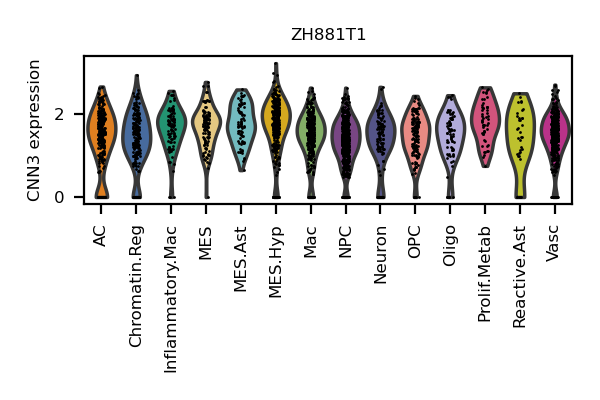 ZH881T1
CNN3 expression
2
0
AC
Chromatin.Reg
Inflammatory.Mac
MES
MES.Ast
MES.Hyp
Mac
NPC
Neuron
OPC
Oligo
Prolif.Metab
Reactive.Ast
Vasc